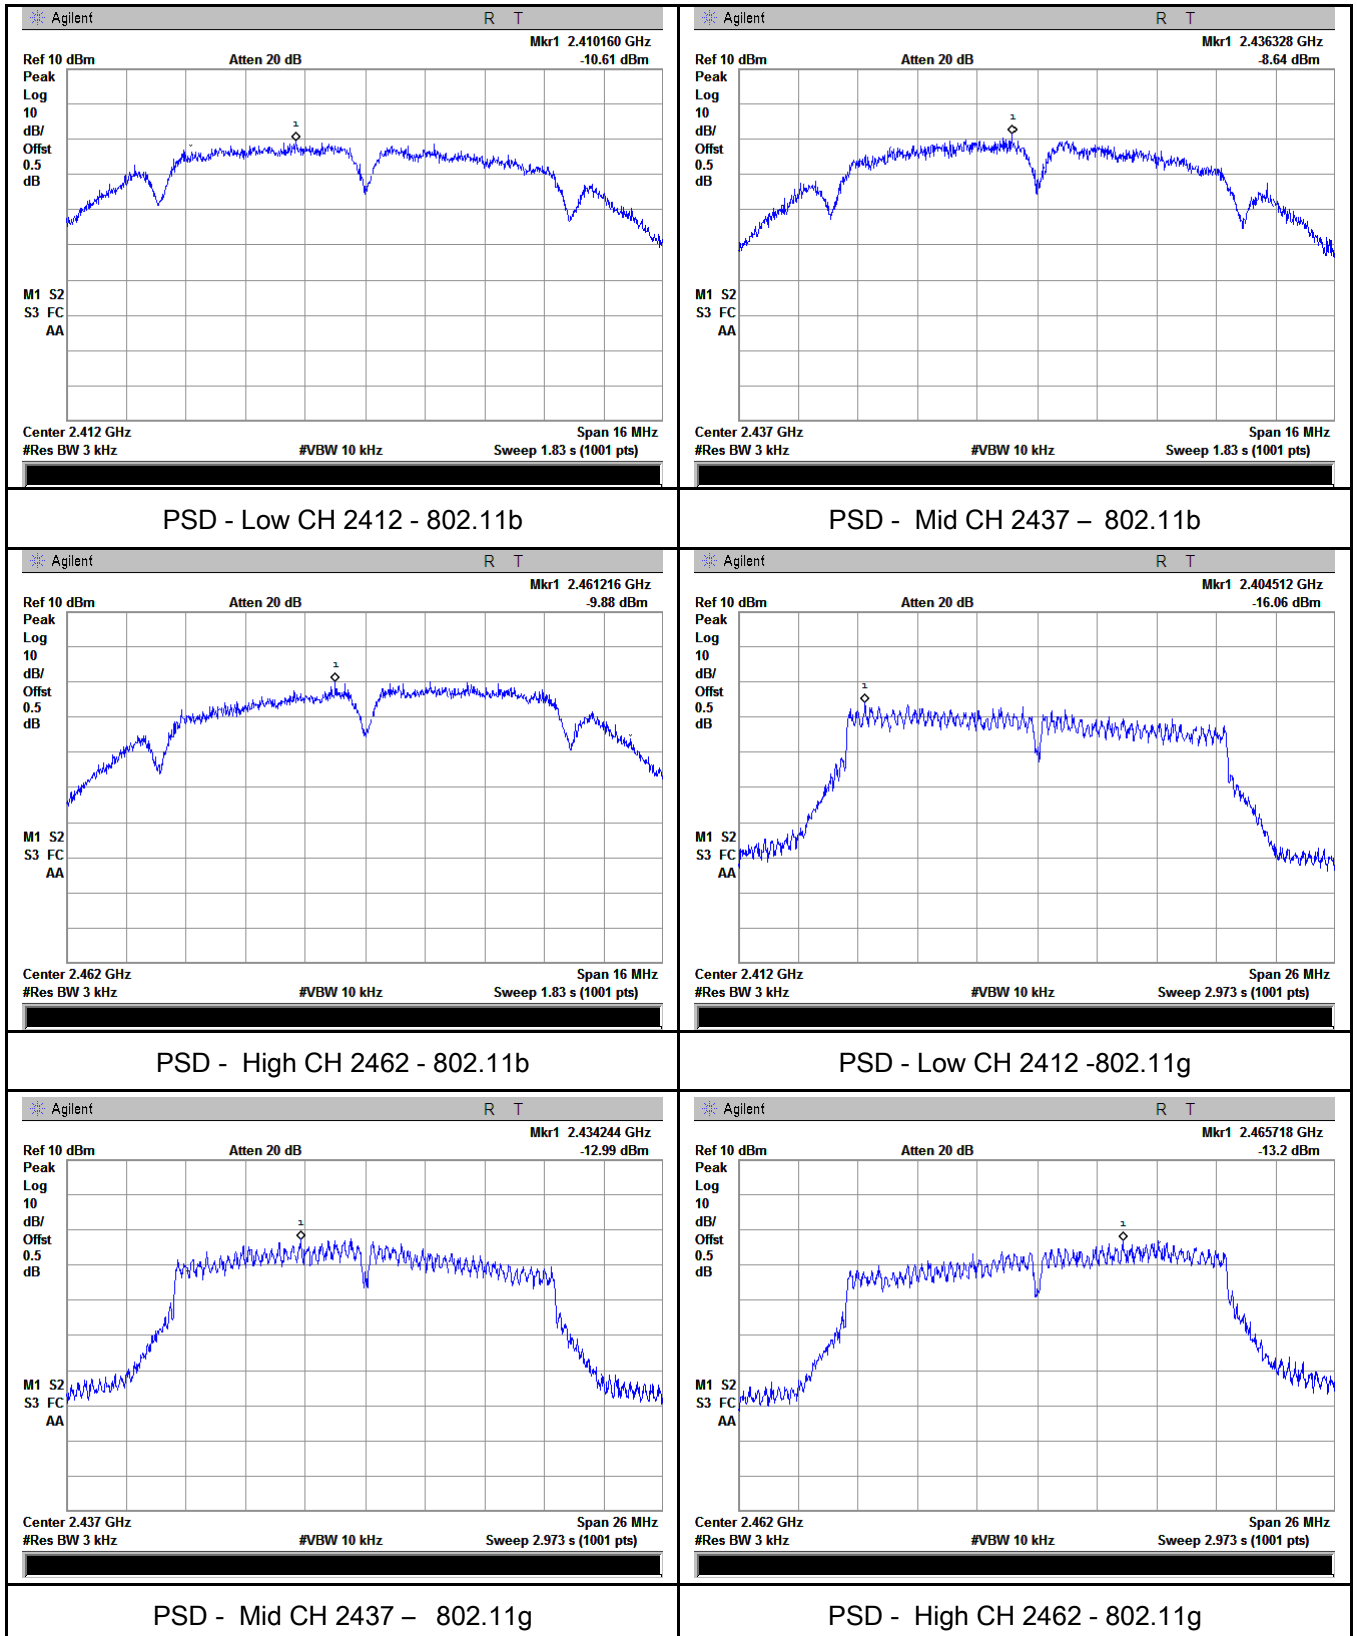 Agilent R T
Mkr1 2.410160 GHz
Ref 10 dBm Atten 20 dB -10.61 dBm
Peak
Log
10
dB/
Offst
0.5
dB
1
M1 S2
S3 FC
AA
Center 2.412 GHz Span 16 MHz
#Res BW 3 kHz #VBW 10 kHz Sweep 1.83 s (1001 pts)
PSD - Low CH 2412 - 802.11b
Agilent R T
Mkr1 2.436328 GHz
Ref 10 dBm Atten 20 dB -8.64 dBm
Peak
Log
10
dB/
Offst
0.5
dB
1
M1 S2
S3 FC
AA
Center 2.437 GHz Span 16 MHz
#Res BW 3 kHz #VBW 10 kHz Sweep 1.83 s (1001 pts)
PSD - Mid CH 2437 – 802.11b
Agilent R T
Mkr1 2.461216 GHz
Ref 10 dBm Atten 20 dB -9.88 dBm
Peak
Log
10
dB/
Offst
0.5
dB
1
M1 S2
S3 FC
AA
Center 2.462 GHz Span 16 MHz
#Res BW 3 kHz #VBW 10 kHz Sweep 1.83 s (1001 pts)
PSD - High CH 2462 - 802.11b
Agilent R T
Mkr1 2.404512 GHz
Ref 10 dBm Atten 20 dB -16.06 dBm
Peak
Log
10
dB/
Offst
0.5
dB
1
M1 S2
S3 FC
AA
Center 2.412 GHz Span 26 MHz
#Res BW 3 kHz #VBW 10 kHz Sweep 2.973 s (1001 pts)
PSD - Low CH 2412 -802.11g
Agilent R T
Mkr1 2.434244 GHz
Ref 10 dBm Atten 20 dB -12.99 dBm
Peak
Log
10
dB/
Offst
0.5
dB
1
M1 S2
S3 FC
AA
Center 2.437 GHz Span 26 MHz
#Res BW 3 kHz #VBW 10 kHz Sweep 2.973 s (1001 pts)
PSD - Mid CH 2437 – 802.11g
Agilent R T
Mkr1 2.465718 GHz
Ref 10 dBm Atten 20 dB -13.2 dBm
Peak
Log
10
dB/
Offst
0.5
dB
1
M1 S2
S3 FC
AA
Center 2.462 GHz Span 26 MHz
#Res BW 3 kHz #VBW 10 kHz Sweep 2.973 s (1001 pts)
PSD - High CH 2462 - 802.11g